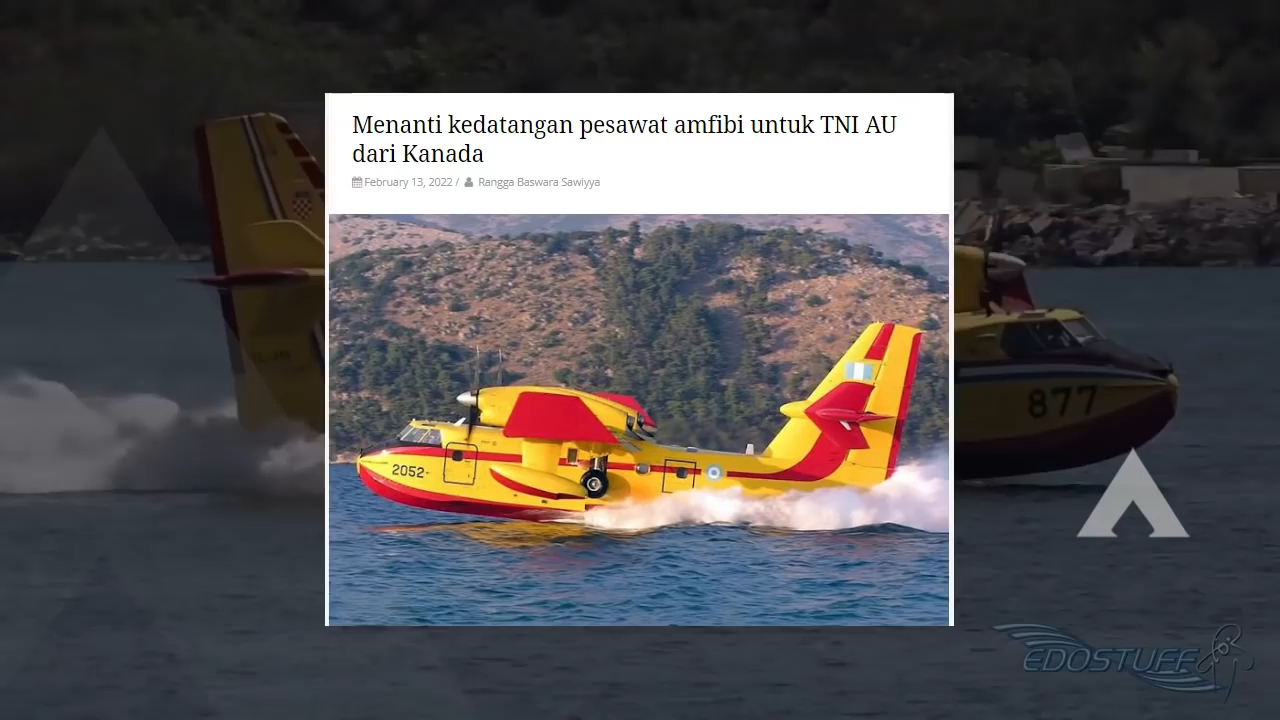 Menanti kedatangan pesawat amfibi untuk TNI AU
dari Kanada
February 13, 2022 / Rangga Baswara Sawiyya
2052
877
EDOSTUFF